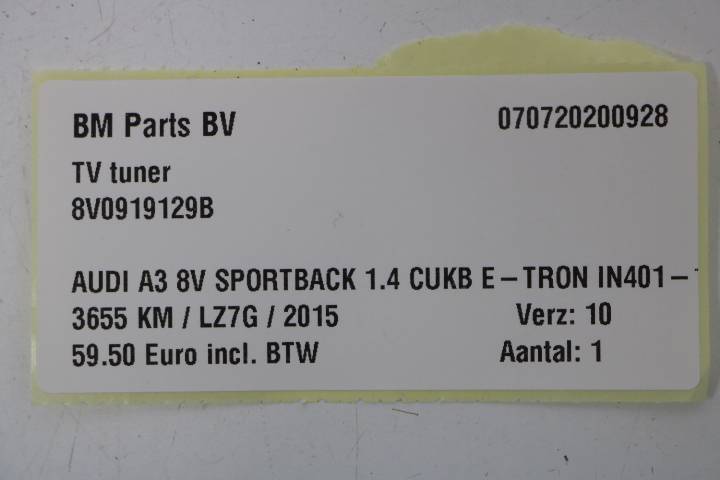 BM Parts BV 070720200928
TV tuner
8V0919129B
AUDI A3 8V SPORTBACK 1.4 CUKB E-TRON IN401-
3655 KM / LZ7G / 2015 Verz: 10
59.50 Euro incl. BTW Aantal: 1